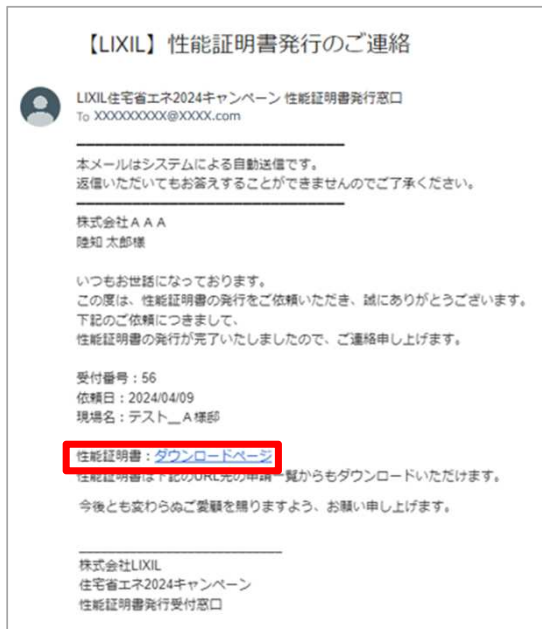 【LIXIL】性能証明書発行のご連絡
LIXIL住宅省エネ2024キャンペーン 性能証明書発行窓口
To XXXXXXXXX@XXXX.com
本メールはシステムによる自動送信です。
返信いただいてもお答えすることができませんのでご了承ください。
株式会社ＡＡＡ
陸知 太郎様
いつもお世話になっております。
この度は、性能証明書の発行をご依頼いただき、誠にありがとうございます。
下記のご依頼につきまして、
性能証明書の発行が完了いたしましたので、ご連絡申し上げます。
受付番号：56
依頼日：2024/04/09
現場名：テスト__Ａ様邸
性能証明書：ダウンロードページ
性能証明書は下記のURL先の申請一覧からもダウンロードいただけます。
今後とも変わらぬご愛顧を賜りますよう、お願い申し上げます。
株式会社LIXIL
住宅省エネ2024キャンペーン
性能証明書発行受付窓口